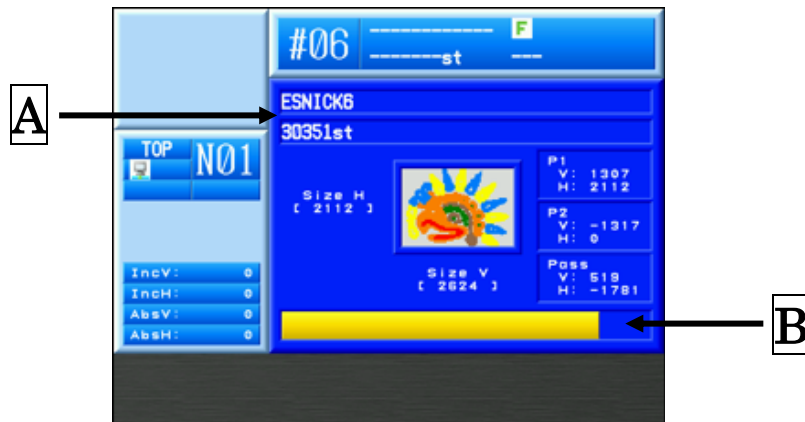 #06 ------------ F
-------st ---
A
ESNICK6
30351st
TOP N01
Size H
[ 2112 ]
P1
V: 1307
H: 2112
P2
V: -1317
H: 0
Size V
[ 2624 ]
Pass
V: 519
H: -1781
IncV: 0
IncH: 0
AbsV: 0
AbsH: 0
B